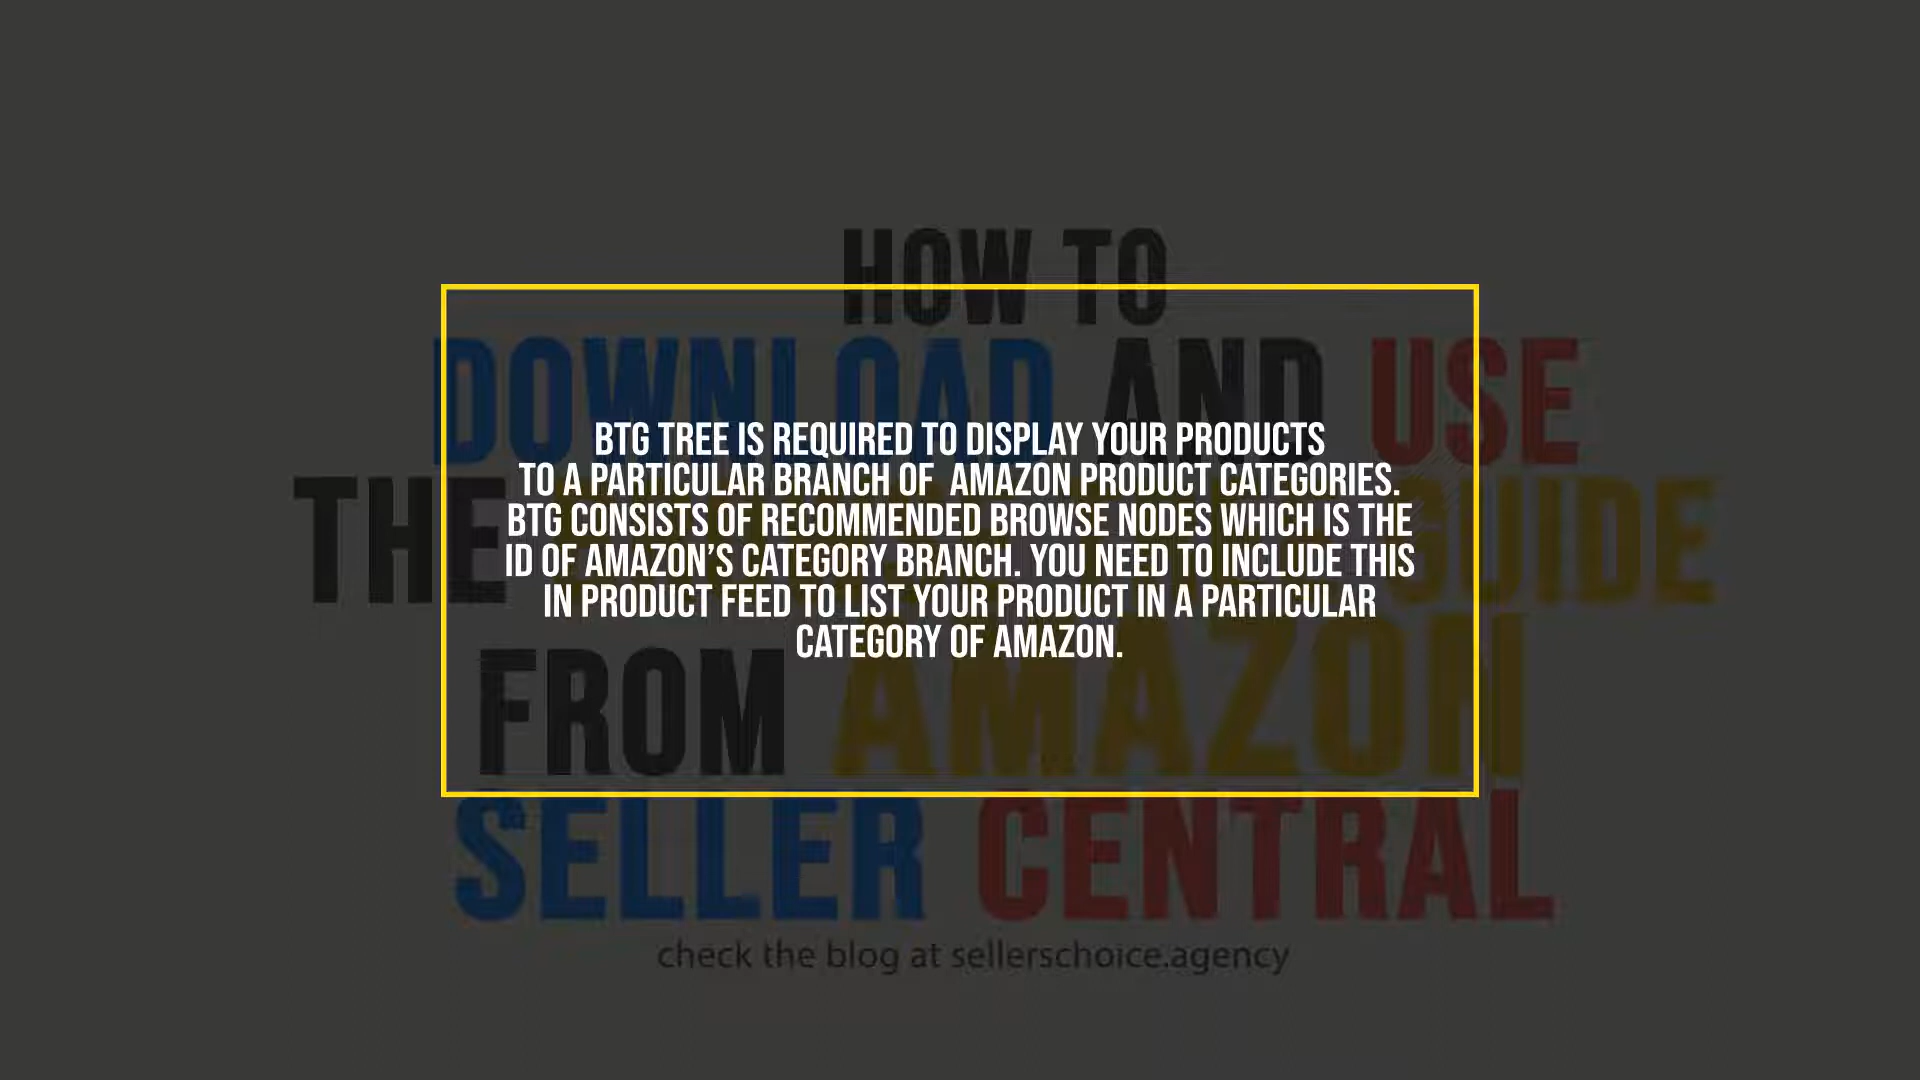 HOW TO
DOWNLOAD AND USE
THE GUIDE
FROM AMAZON
SELLER CENTRAL
check the blog at sellerschoice.agency
BTG TREE IS REQUIRED TO DISPLAY YOUR PRODUCTS
TO A PARTICULAR BRANCH OF AMAZON PRODUCT CATEGORIES.
BTG CONSISTS OF RECOMMENDED BROWSE NODES WHICH IS THE
ID OF AMAZON’S CATEGORY BRANCH. YOU NEED TO INCLUDE THIS
IN PRODUCT FEED TO LIST YOUR PRODUCT IN A PARTICULAR
CATEGORY OF AMAZON.